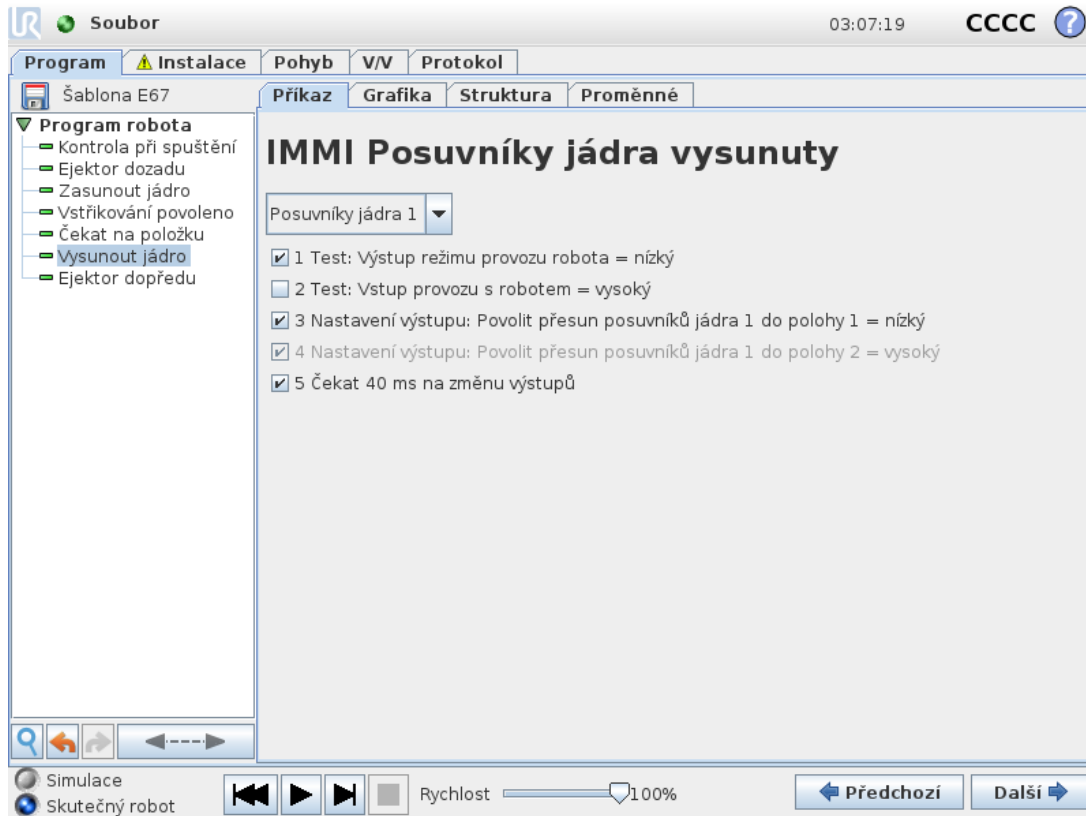 Soubor
03:07:19
CCCC
?
Program
Instalace
Pohyb
V/V
Protokol
Šablona E67
Příkaz
Grafika
Struktura
Proměnné
Program robota
Kontrola při spuštění
Ejektor dozadu
Zasunout jádro
Vstřikování povoleno
Čekat na položku
Vysunout jádro
Ejektor dopředu
IMMI Posuvníky jádra vysunuty
Posuvníky jádra 1
1 Test: Výstup režimu provozu robota = nízký
2 Test: Vstup provozu s robotem = vysoký
3 Nastavení výstupu: Povolit přesun posuvníků jádra 1 do polohy 1 = nízký
4 Nastavení výstupu: Povolit přesun posuvníků jádra 1 do polohy 2 = vysoký
5 Čekat 40 ms na změnu výstupů
Simulace
Skutečný robot
Rychlost
100%
Předchozí
Další